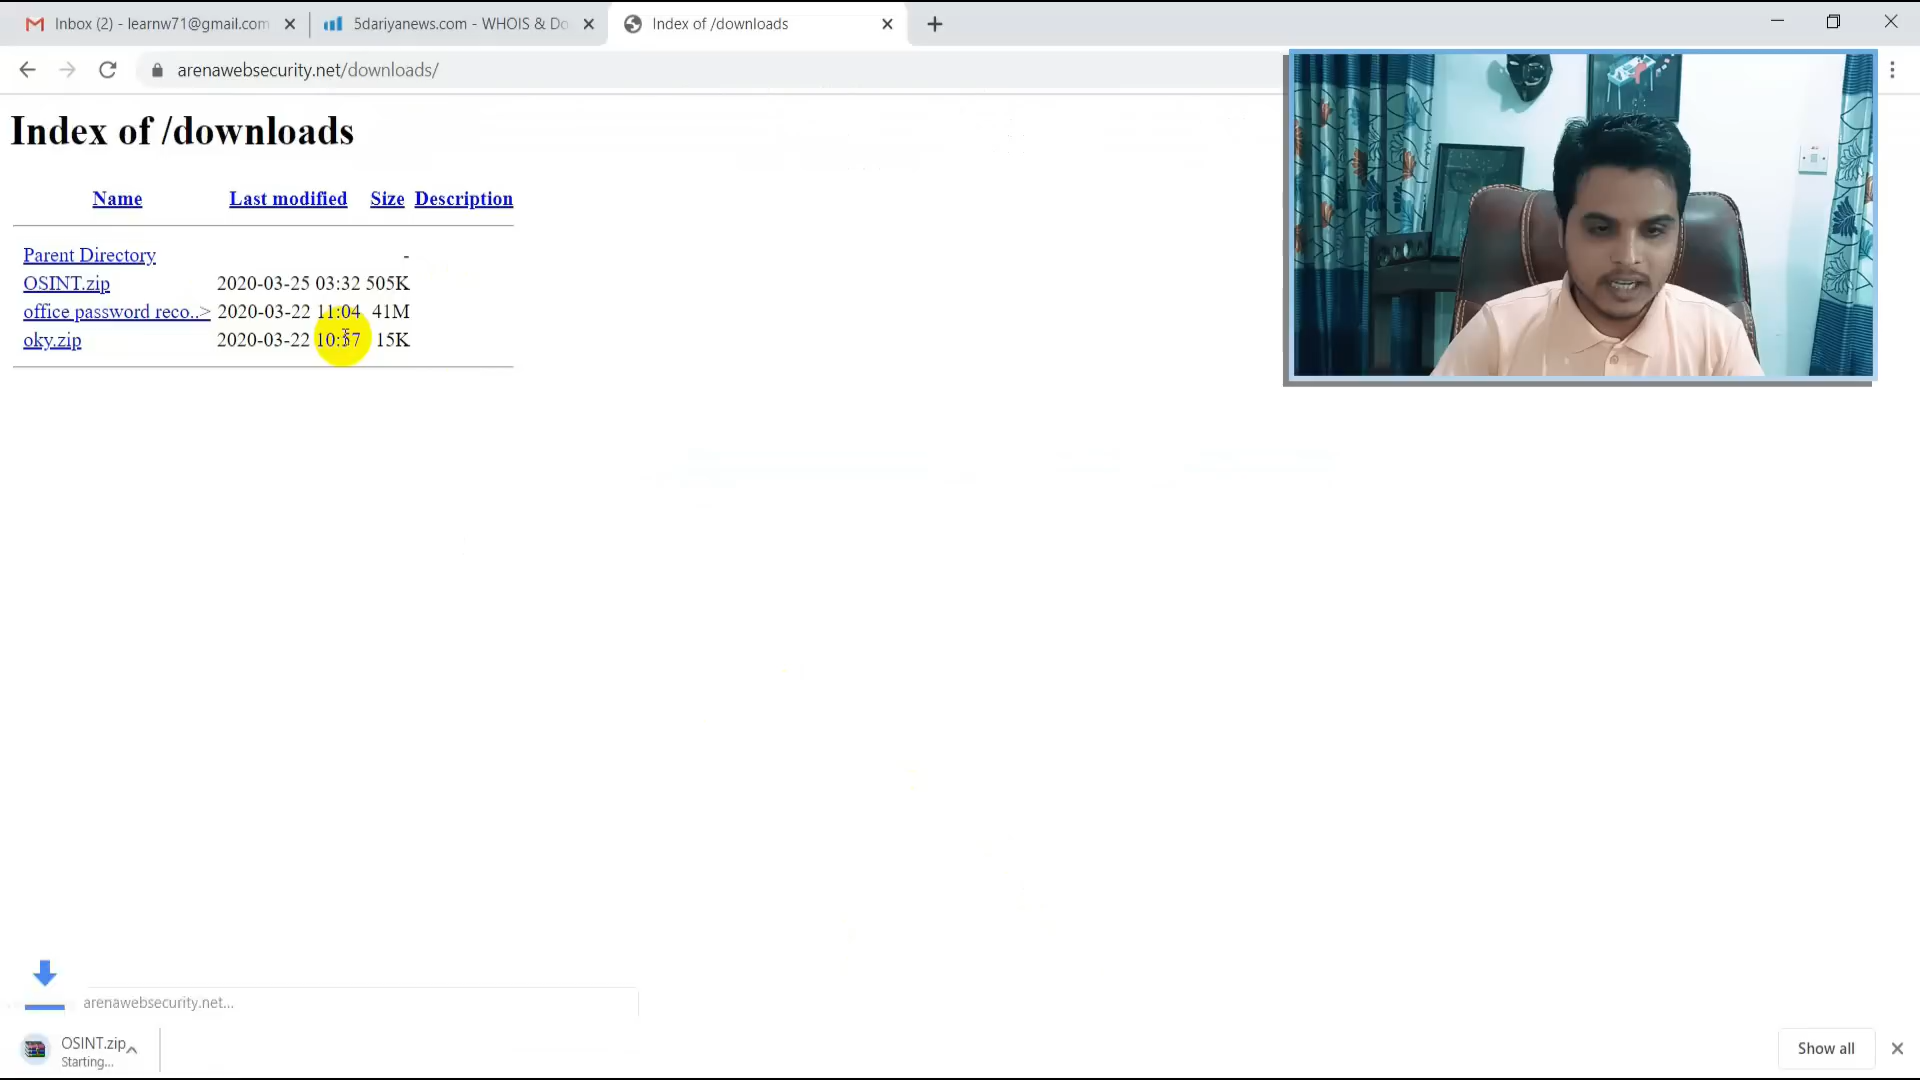 Inbox (2) - learnw71@gmail.com
5dariyanews.com - WHOIS & Do
Index of /downloads
arenawebsecurity.net/downloads/
Index of /downloads
Name Last modified Size Description
Parent Directory -
OSINT.zip 2020-03-25 03:32 505K
office password reco..> 2020-03-22 11:04 41M
oky.zip 2020-03-22 10:57 15K
arenawebsecurity.net...
OSINT.zip
Starting...
Show all